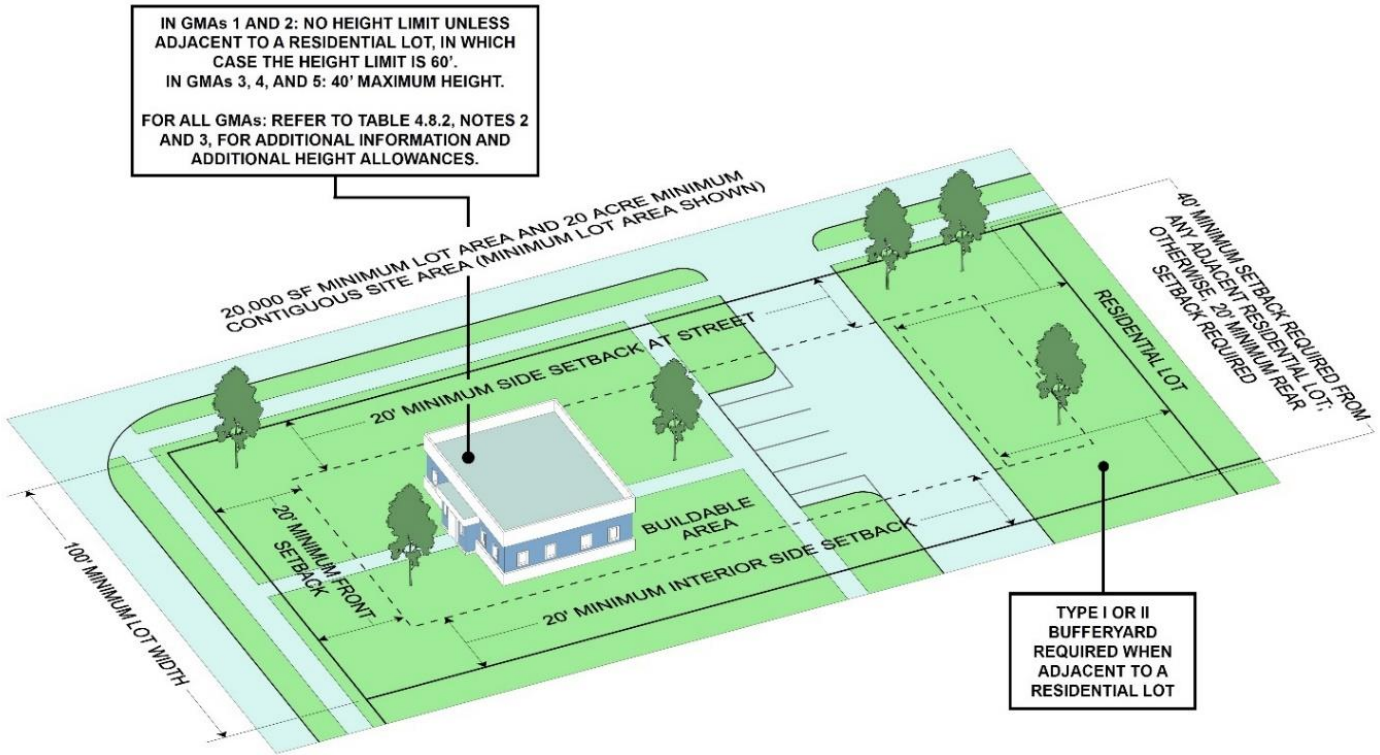 IN GMAs 1 AND 2: NO HEIGHT LIMIT UNLESS
ADJACENT TO A RESIDENTIAL LOT, IN WHICH
CASE THE HEIGHT LIMIT IS 60'.
IN GMAs 3, 4, AND 5: 40' MAXIMUM HEIGHT.
FOR ALL GMAs: REFER TO TABLE 4.8.2, NOTES 2
AND 3, FOR ADDITIONAL INFORMATION AND
ADDITIONAL HEIGHT ALLOWANCES.
20,000 SF MINIMUM LOT AREA AND 20 ACRE MINIMUM
CONTIGUOUS SITE AREA (MINIMUM LOT AREA SHOWN)
40' MINIMUM SETBACK REQUIRED FROM
ANY ADJACENT RESIDENTIAL LOT;
OTHERWISE, 20' MINIMUM REAR
SETBACK REQUIRED
RESIDENTIAL LOT
20' MINIMUM SIDE SETBACK AT STREET
BUILDABLE
AREA
20' MINIMUM FRONT
SETBACK
20' MINIMUM INTERIOR SIDE SETBACK
100' MINIMUM LOT WIDTH
TYPE I OR II
BUFFERYARD
REQUIRED WHEN
ADJACENT TO A
RESIDENTIAL LOT